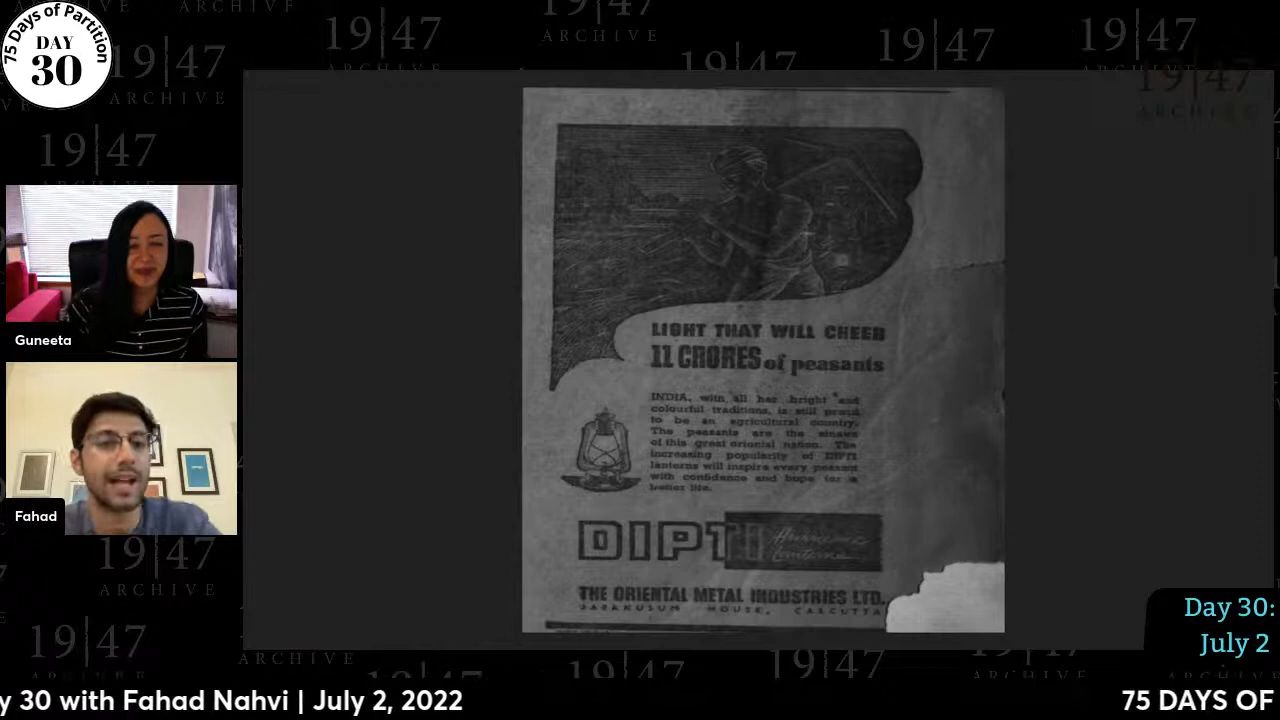 75 Days of Partition
DAY
30
19|47
ARCHIVE
Guneeta
Fahad
LIGHT THAT WILL CHEER
11 CRORES of peasants
INDIA, with all her bright and
colourful traditions, is still proud
to be an agricultural country.
The peasants are the sinews
of this great oriental nation. The
increasing popularity of DIPTI
lanterns will inspire every peasant
with confidence and hope for a
better life.
DIPTI Hurricane
Lanterns
THE ORIENTAL METAL INDUSTRIES LTD.
JABAKUSUM HOUSE, CALCUTTA
Day 30:
July 2
y 30 with Fahad Nahvi | July 2, 2022
75 DAYS OF